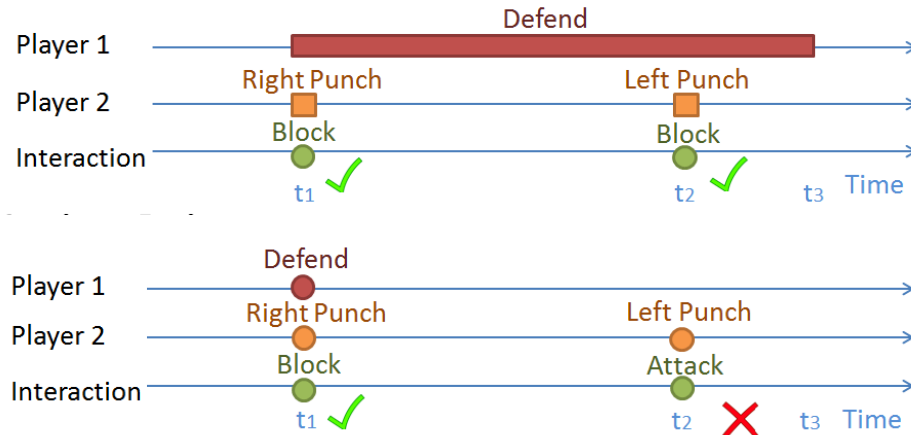 Defend
Player 1
Right Punch Left Punch
Player 2
Block Block
Interaction
t1 t2 t3 Time
Defend
Player 1
Right Punch Left Punch
Player 2
Block Attack
Interaction
t1 t2 t3 Time